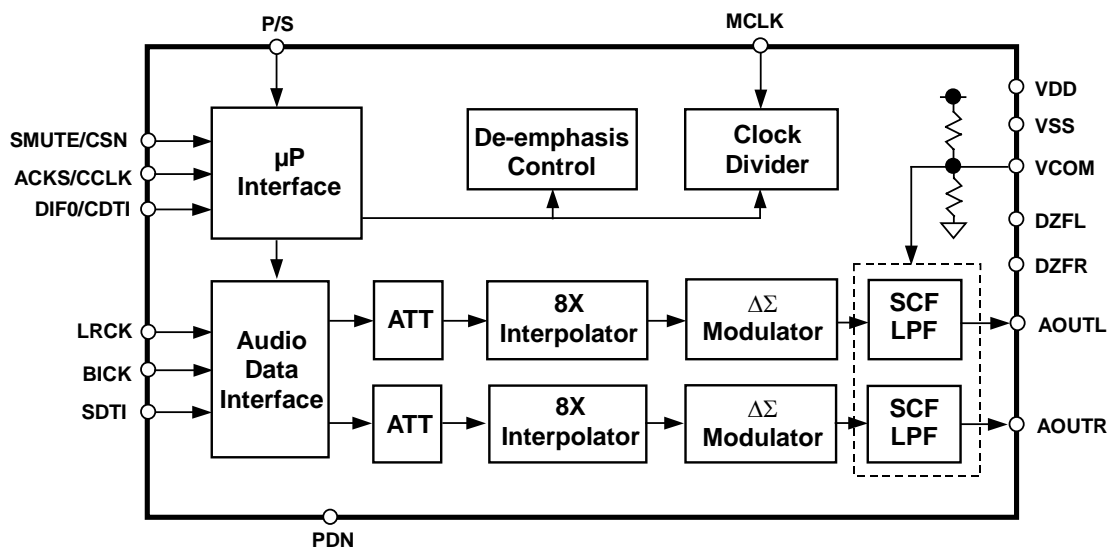 P/S
MCLK
VDD
VSS
VCOM
DZFL
DZFR
AOUTL
AOUTR
SMUTE/CSN
ACKS/CCLK
DIF0/CDTI
µP
Interface
De-emphasis
Control
Clock
Divider
LRCK
BICK
SDTI
Audio
Data
Interface
ATT
8X
Interpolator
ΔΣ
Modulator
SCF
LPF
ATT
8X
Interpolator
ΔΣ
Modulator
SCF
LPF
PDN